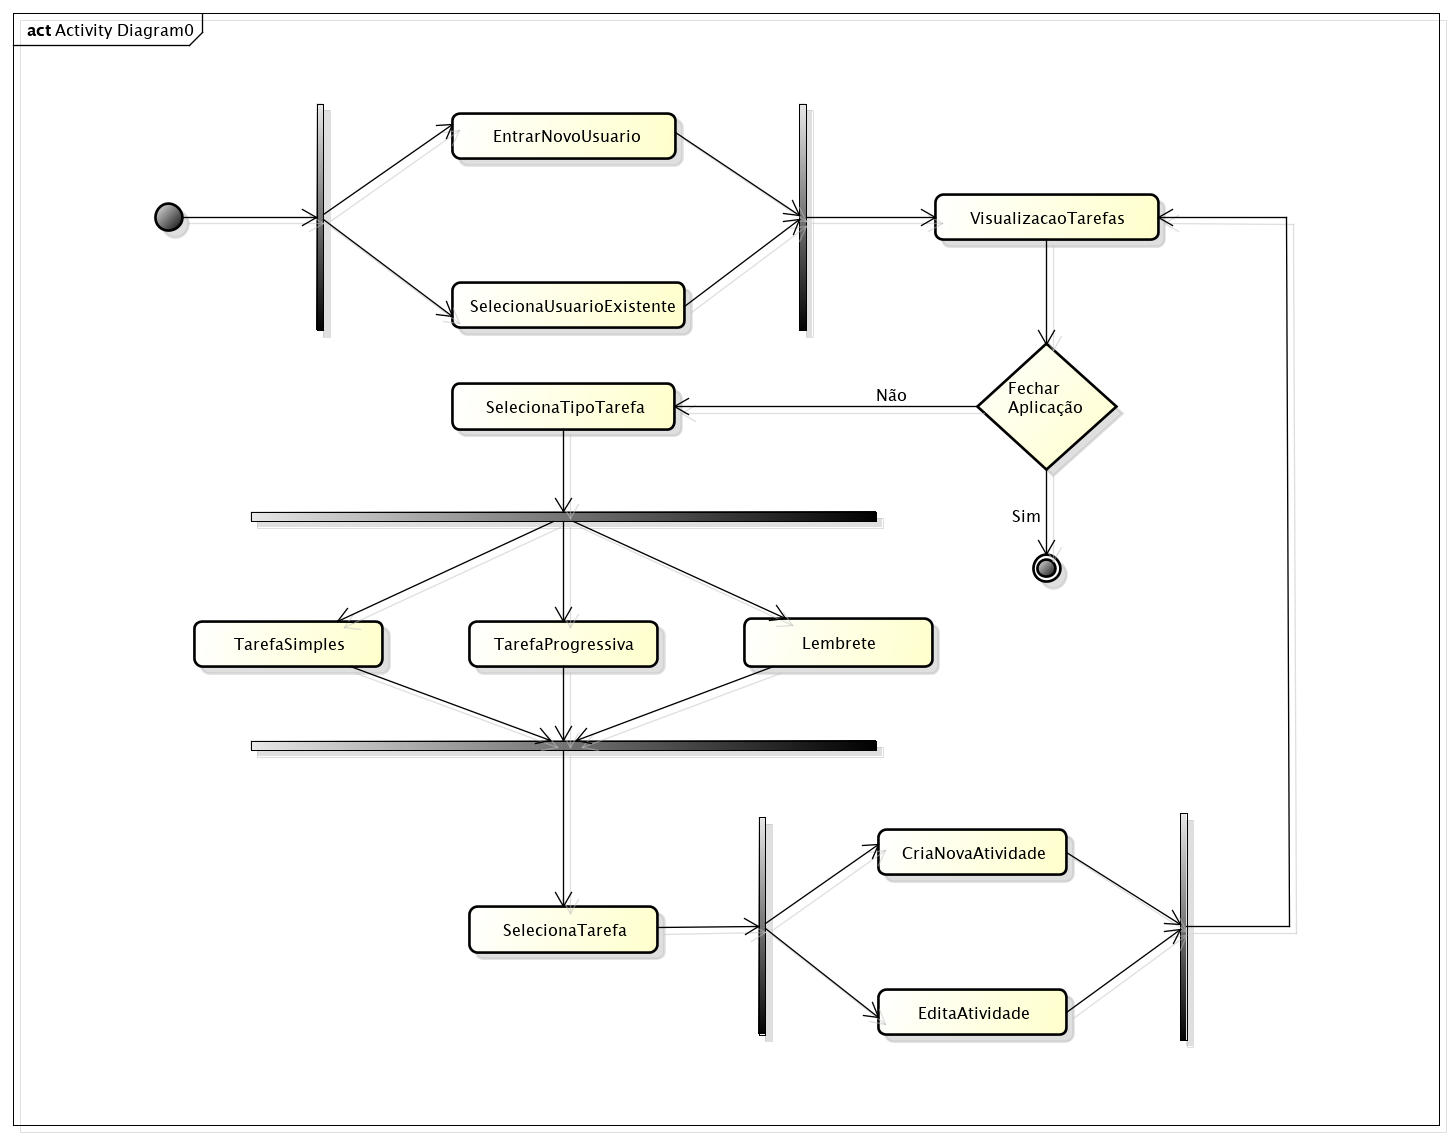 act Activity Diagram0
EntrarNovoUsuario
VisualizacaoTarefas
SelecionaUsuarioExistente
SelecionaTipoTarefa
Não
Fechar
Aplicação
Sim
TarefaSimples
TarefaProgressiva
Lembrete
CriaNovaAtividade
SelecionaTarefa
EditaAtividade